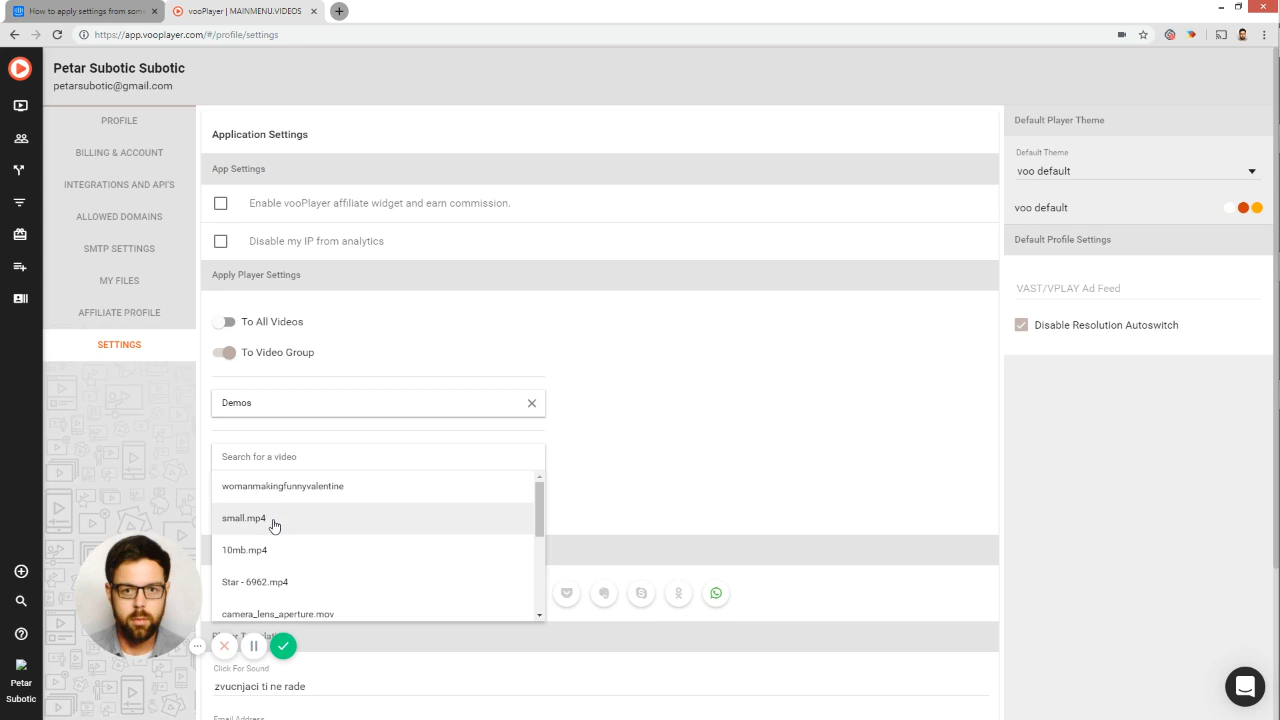 How to apply settings from som
vooPlayer | MAINMENU.VIDEOS
https://app.vooplayer.com/#/profile/settings
Petar Subotic Subotic
petarsubotic@gmail.com
PROFILE
BILLING & ACCOUNT
INTEGRATIONS AND API'S
ALLOWED DOMAINS
SMTP SETTINGS
MY FILES
AFFILIATE PROFILE
SETTINGS
Petar
Subotic
Application Settings
App Settings
Enable vooPlayer affiliate widget and earn commission.
Disable my IP from analytics
Apply Player Settings
To All Videos
To Video Group
Demos
Search for a video
womanmakingfunnyvalentine
small.mp4
10mb.mp4
Star - 6962.mp4
camera_lens_aperture.mov
Click For Sound
zvucnjaci ti ne rade
Email Address
Default Player Theme
Default Theme
voo default
voo default
Default Profile Settings
VAST/VPLAY Ad Feed
Disable Resolution Autoswitch